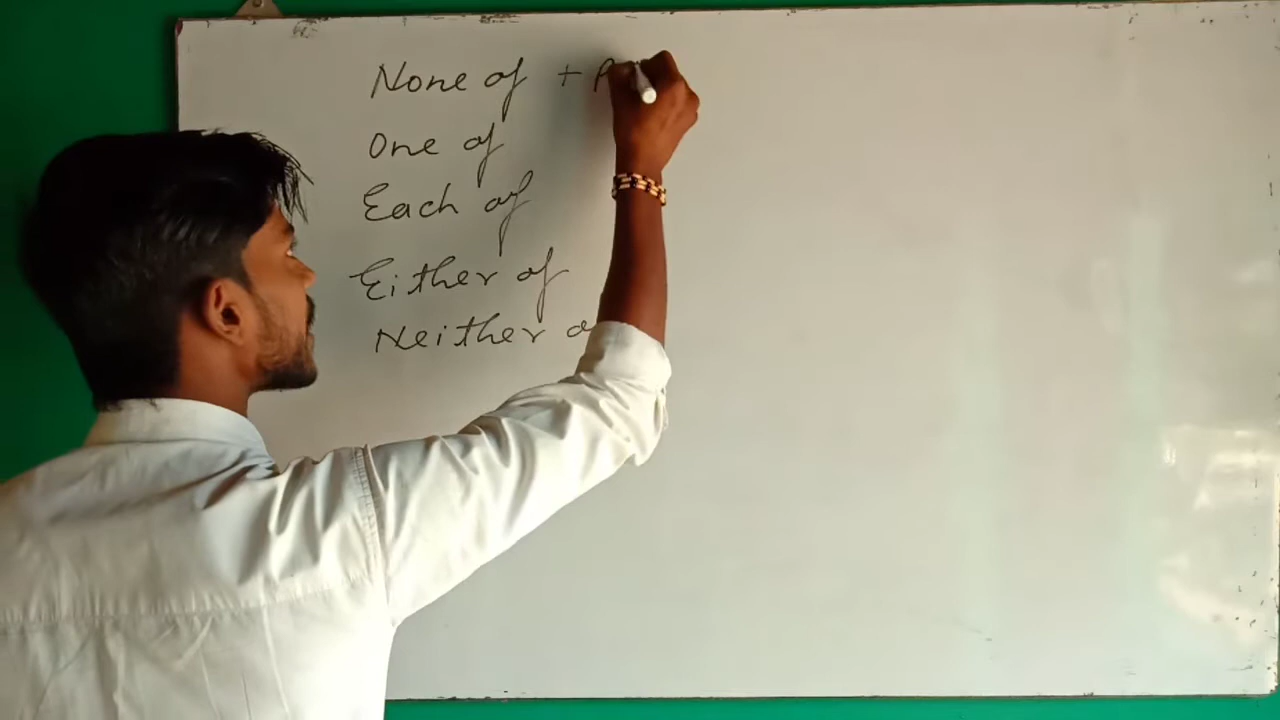 None of +
One of
Each of
Either of
Neither